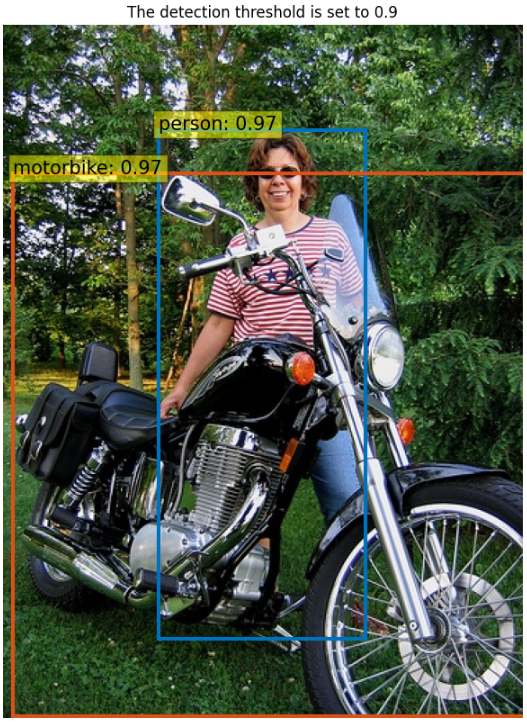 The detection threshold is set to 0.9
person: 0.97
motorbike: 0.97